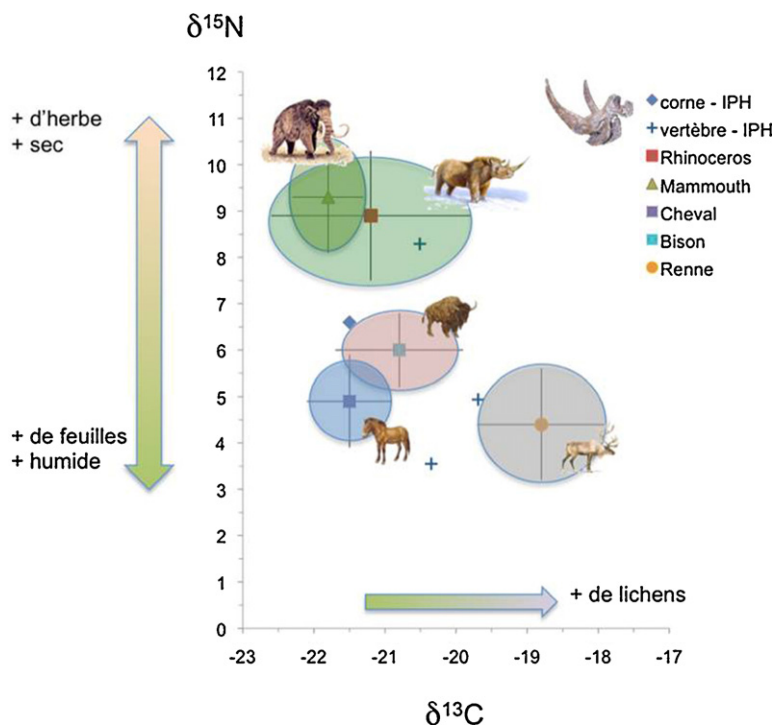 δ15N
12
11
10
9
8
7
6
5
4
3
2
1
0
-23
-22
-21
-20
-19
-18
-17
δ13C
+ d'herbe
+ sec
+ de feuilles
+ humide
+ de lichens
corne - IPH
vertèbre - IPH
Rhinoceros
Mammouth
Cheval
Bison
Renne